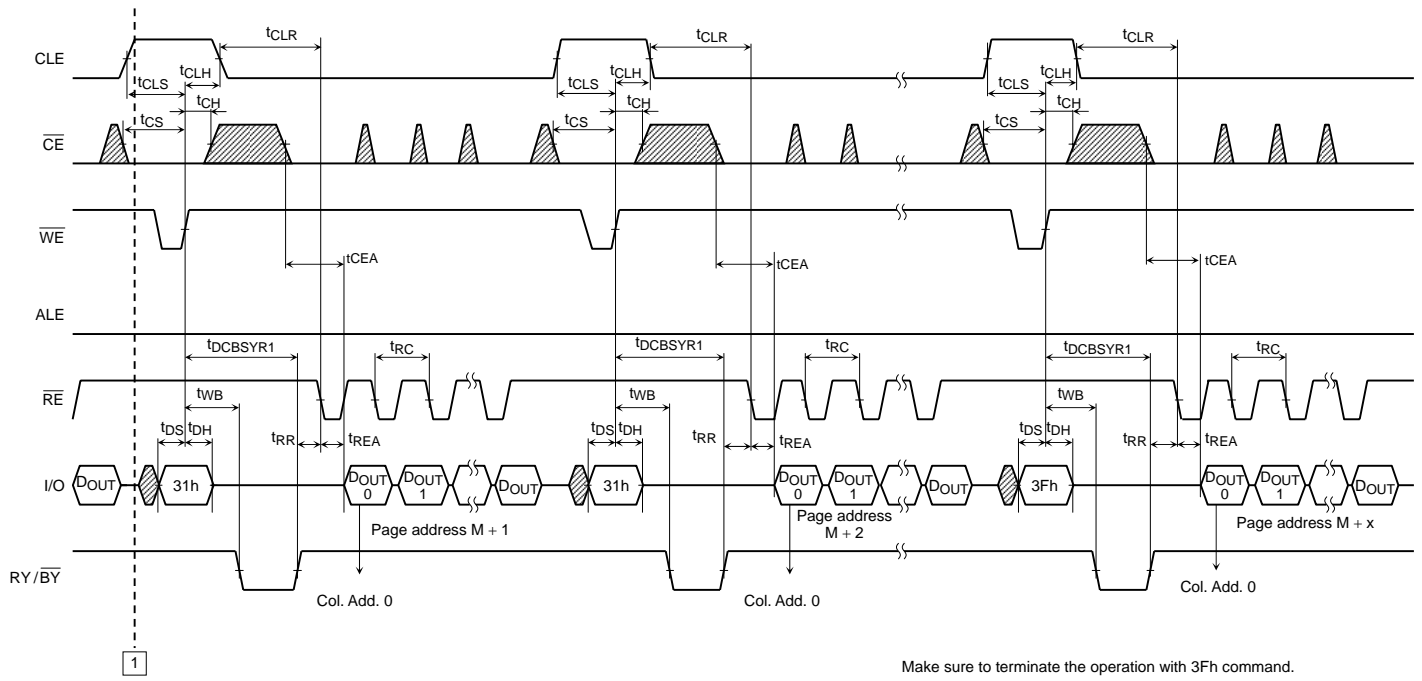 tCLR tCLR tCLR
CLE
tCLH tCLH tCLH
tCLS tCLS tCLS
tCH tCH tCH
tCS tCS tCS
CE
WE
tCEA tCEA tCEA
ALE
tDCBSYR1 tRC tDCBSYR1 tRC tDCBSYR1 tRC
RE
tWB tWB tWB
tDS tDH tRR tREA tDS tDH tRR tREA tDS tDH tRR tREA
I/O DOUT 31h DOUT 0 DOUT 1 DOUT 31h DOUT 0 DOUT 1 DOUT 3Fh DOUT 0 DOUT 1 DOUT
Page address M + 1
Page address
M + 2
Page address M + x
RY/BY
Col. Add. 0 Col. Add. 0 Col. Add. 0
1
Make sure to terminate the operation with 3Fh command.